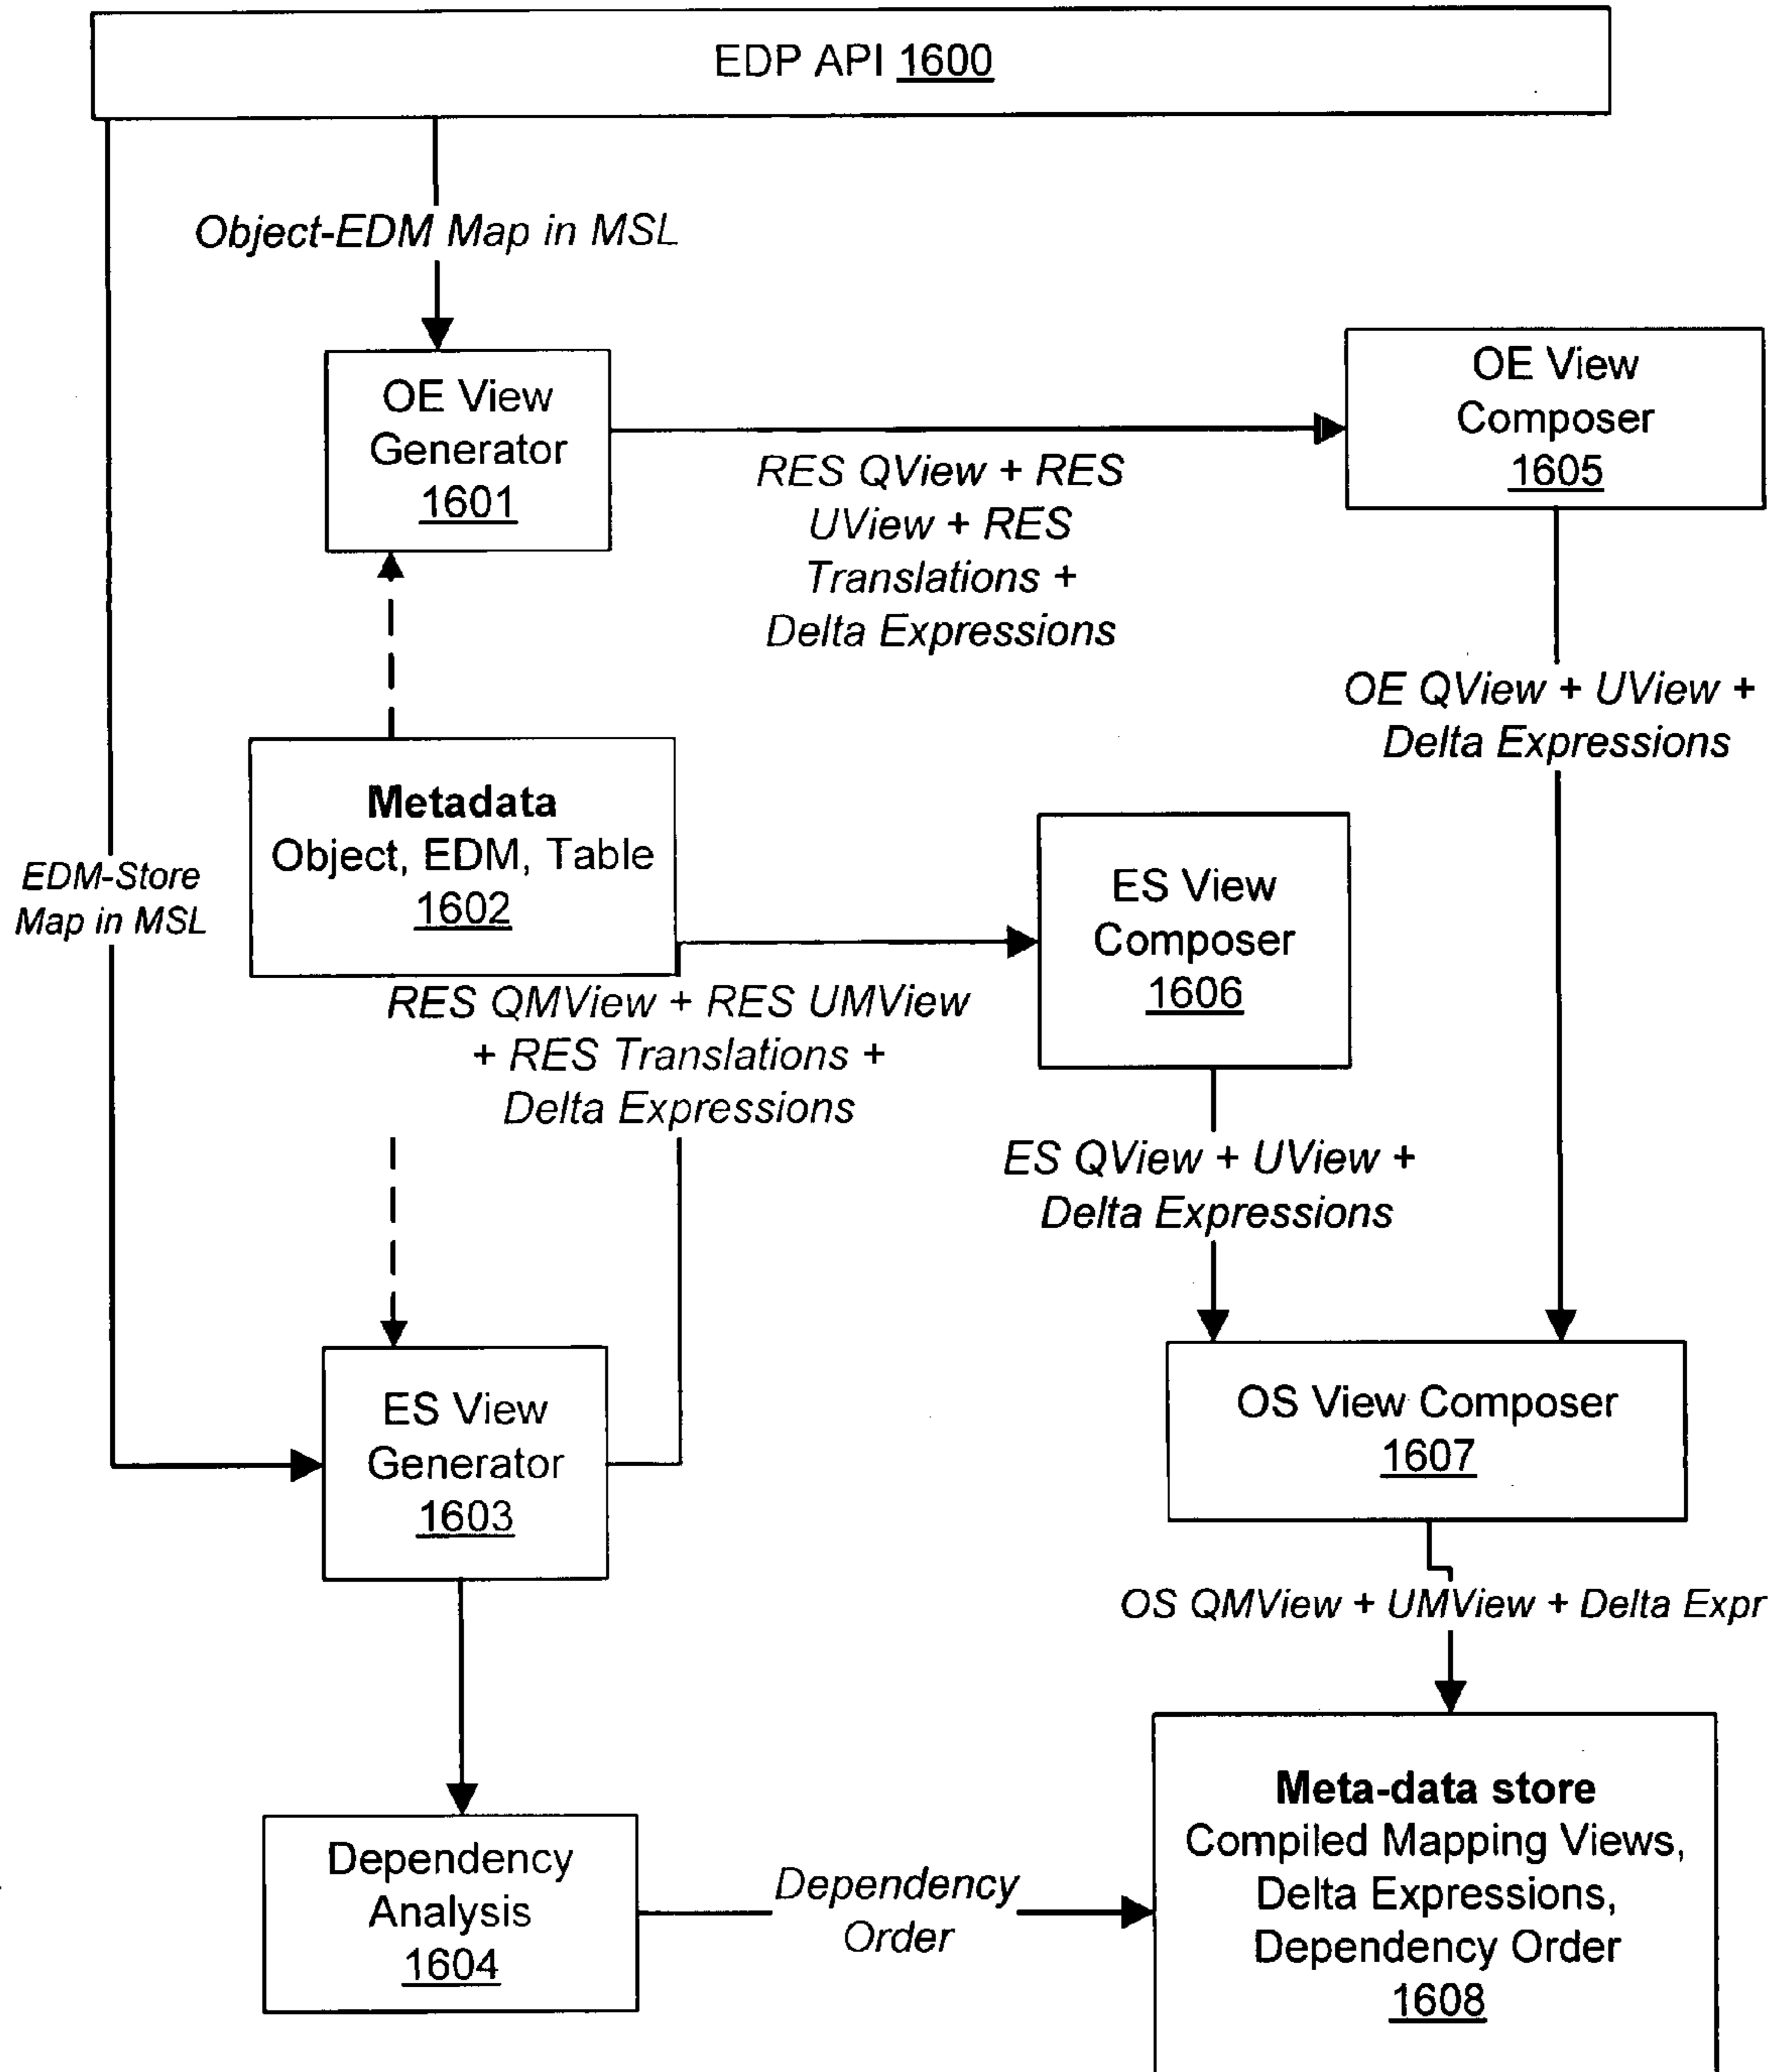 EDP API 1600
Object-EDM Map in MSL
OE View
Generator
1601
OE View
Composer
1605
RES QView + RES
UView + RES
Translations +
Delta Expressions
OE QView + UView +
Delta Expressions
Metadata
Object, EDM, Table
1602
EDM-Store
Map in MSL
ES View
Composer
1606
RES QMView + RES UMView
+ RES Translations +
Delta Expressions
ES QView + UView +
Delta Expressions
ES View
Generator
1603
OS View Composer
1607
OS QMView + UMView + Delta Expr
Dependency
Analysis
1604
Dependency
Order
Meta-data store
Compiled Mapping Views,
Delta Expressions,
Dependency Order
1608